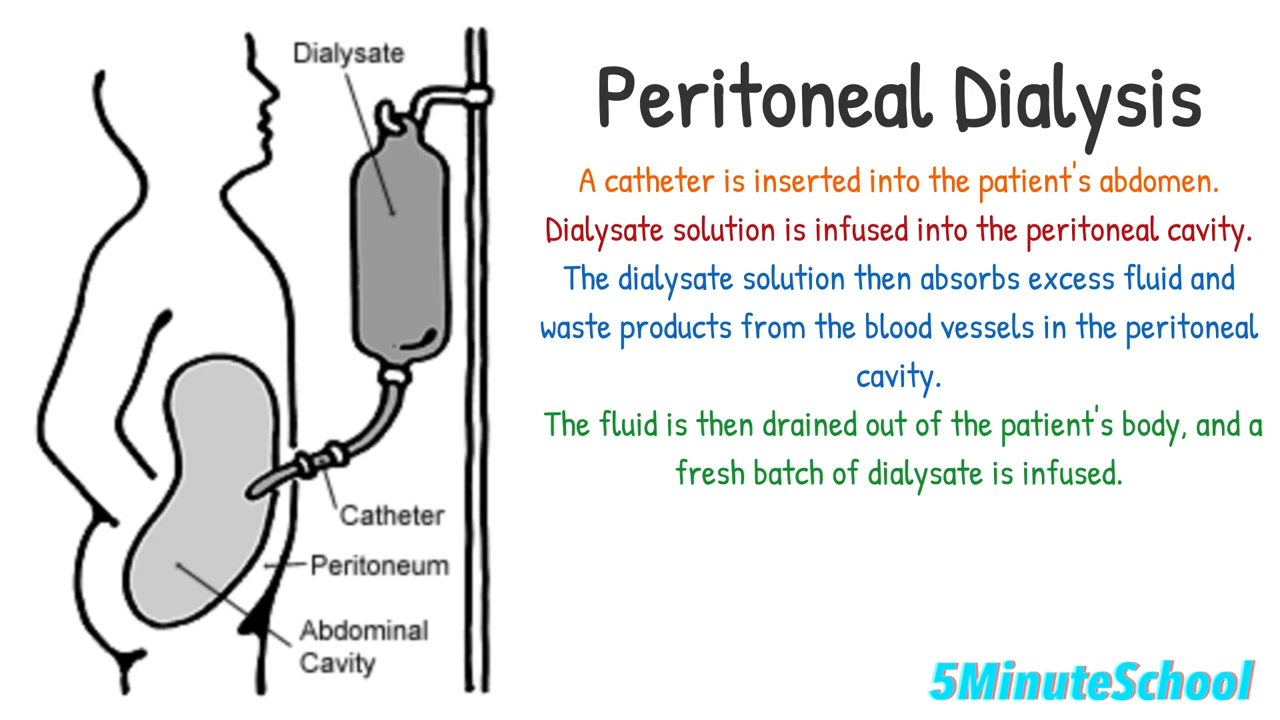 Dialysate
Catheter
Peritoneum
Abdominal
Cavity
Peritoneal Dialysis
A catheter is inserted into the patient's abdomen.
Dialysate solution is infused into the peritoneal cavity.
The dialysate solution then absorbs excess fluid and
waste products from the blood vessels in the peritoneal
cavity.
The fluid is then drained out of the patient's body, and a
fresh batch of dialysate is infused.
5MinuteSchool